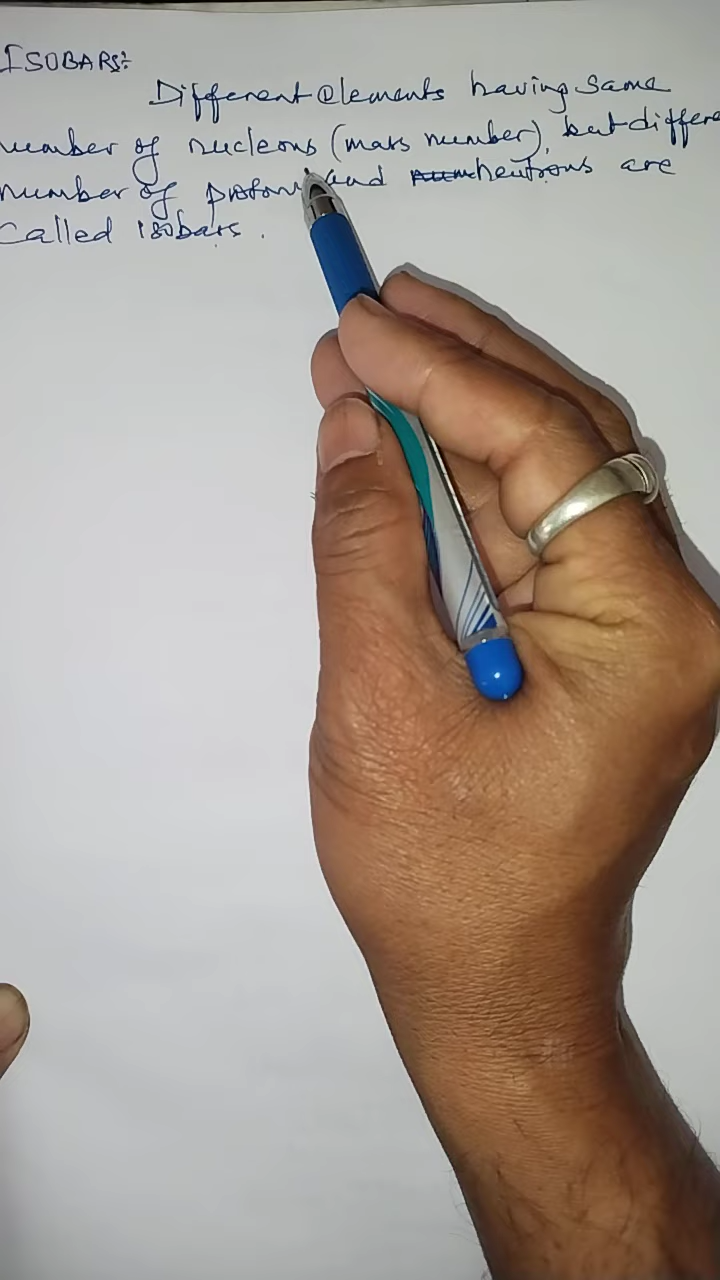 ISOBARS:
Different elements having same
number of nucleons (mass number), but differe
number of protons and neutrons are
called isobars.